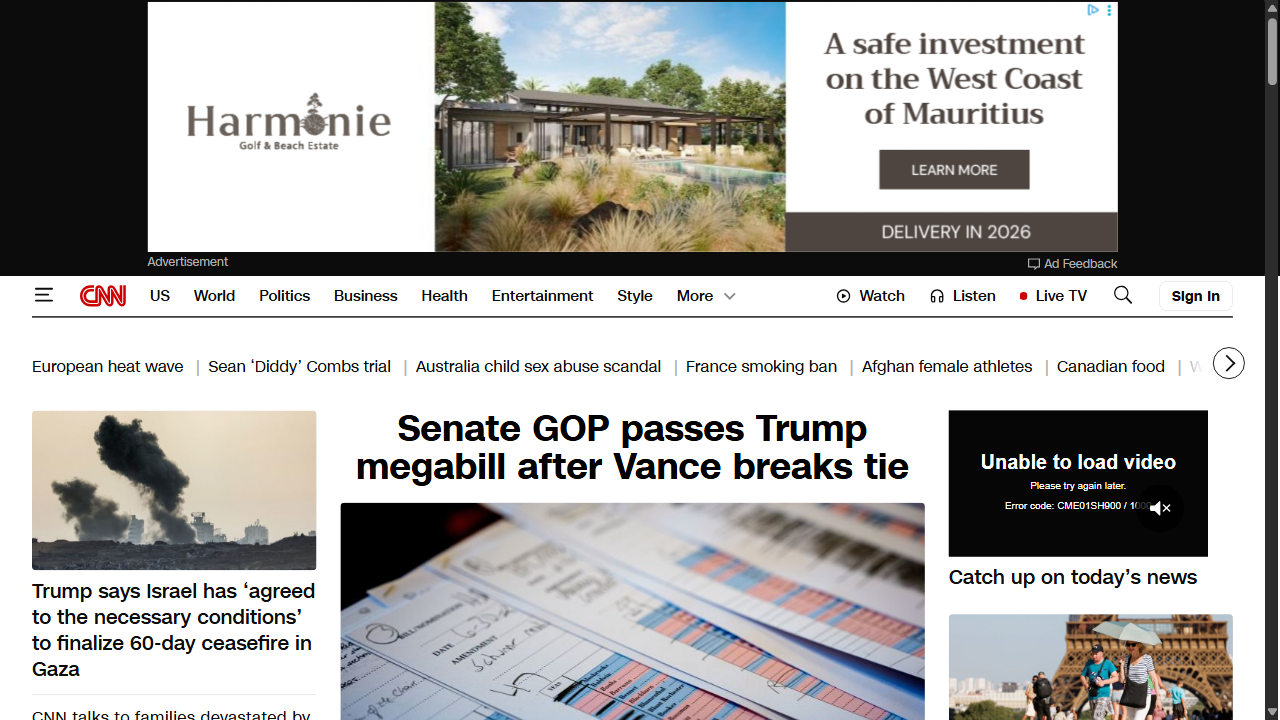 Harmonie
Golf & Beach Estate
A safe investment
on the West Coast
of Mauritius
LEARN MORE
DELIVERY IN 2026
Advertisement
Ad Feedback
CNN
US
World
Politics
Business
Health
Entertainment
Style
More
Watch
Listen
Live TV
Sign in
European heat wave
Sean ‘Diddy’ Combs trial
Australia child sex abuse scandal
France smoking ban
Afghan female athletes
Canadian food
Trump says Israel has ‘agreed
to the necessary conditions’
to finalize 60-day ceasefire in
Gaza
CNN talks to families devastated by
Senate GOP passes Trump
megabill after Vance breaks tie
BILL/NOMINATION
DATE
AMENDMENT
47
Unable to load video
Please try again later.
Error code: CME01SH900 /
Catch up on today’s news